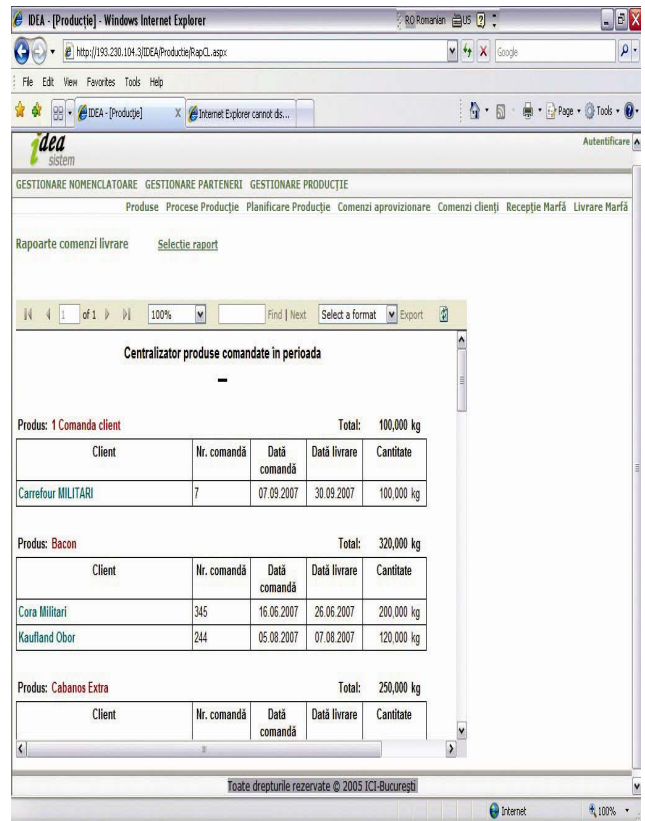 IDEA - [Producţie] - Windows Internet Explorer
RO Romanian US
http://193.230.104.3/IDEA/Productie/RapCL.aspx
Google
File Edit View Favorites Tools Help
IDEA - [Producţie] X Internet Explorer cannot dis...
Page Tools
idea
sistem
Autentificare
GESTIONARE NOMENCLATOARE GESTIONARE PARTENERI GESTIONARE PRODUCŢIE
Produse Procese Producţie Planificare Producţie Comenzi aprovizionare Comenzi clienţi Recepţie Marfă Livrare Marfă
Rapoarte comenzi livrare Selectie raport
1 of 1 100% Find | Next Select a format Export
Centralizator produse comandate in perioada
–
Produs: 1 Comanda client Total: 100,000 kg
Client Nr. comandă Dată comandă Dată livrare Cantitate
Carrefour MILITARI 7 07.09.2007 30.09.2007 100,000 kg
Produs: Bacon Total: 320,000 kg
Client Nr. comandă Dată comandă Dată livrare Cantitate
Cora Militari 345 16.06.2007 26.06.2007 200,000 kg
Kaufland Obor 244 05.08.2007 07.08.2007 120,000 kg
Produs: Cabanos Extra Total: 250,000 kg
Client Nr. comandă Dată comandă Dată livrare Cantitate
Toate drepturile rezervate © 2005 ICI-Bucureşti
Internet 100%